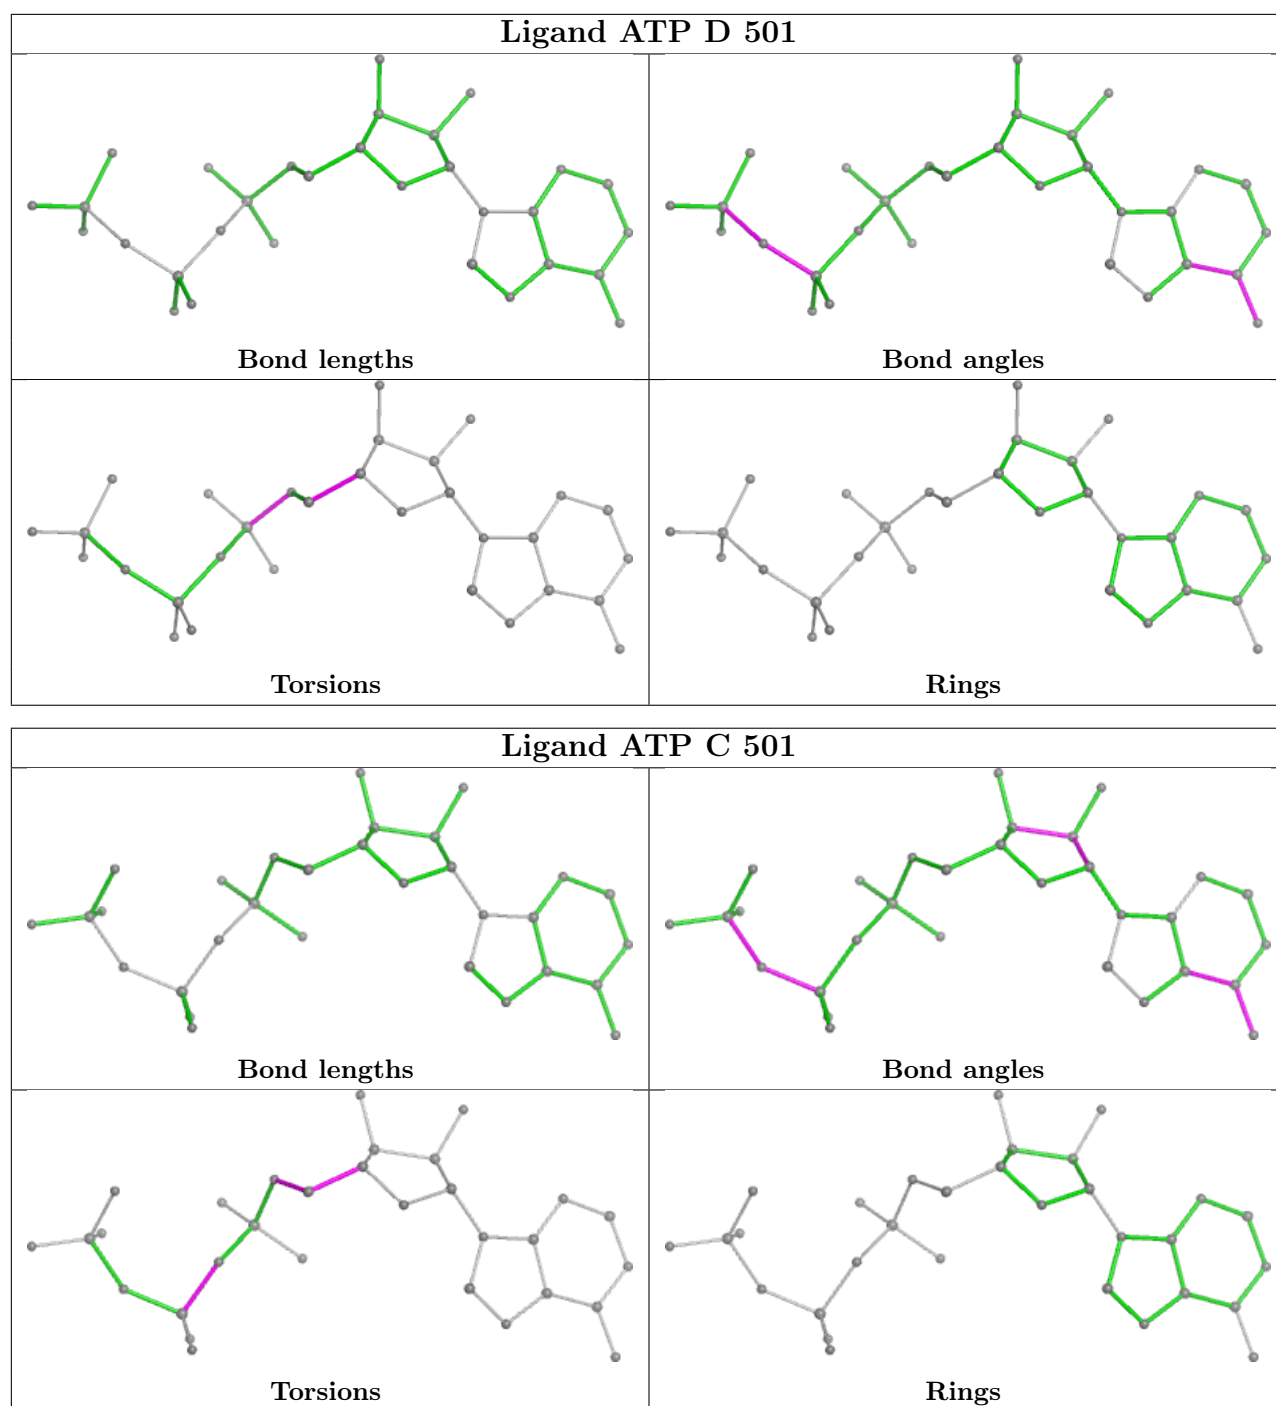 Ligand ATP D 501
Bond lengths
Bond angles
Torsions
Rings
Ligand ATP C 501
Bond lengths
Bond angles
Torsions
Rings